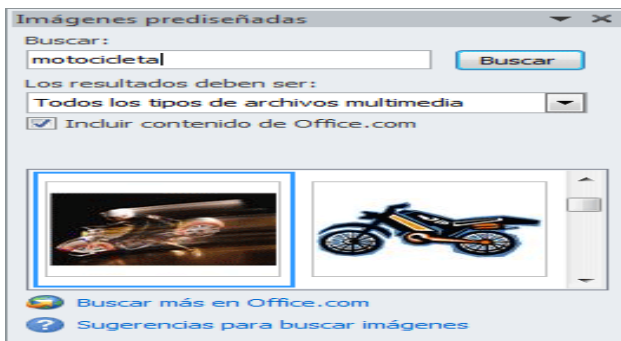 Imágenes prediseñadas
Buscar:
motocicleta
Buscar
Los resultados deben ser:
Todos los tipos de archivos multimedia
Incluir contenido de Office.com
Buscar más en Office.com
Sugerencias para buscar imágenes